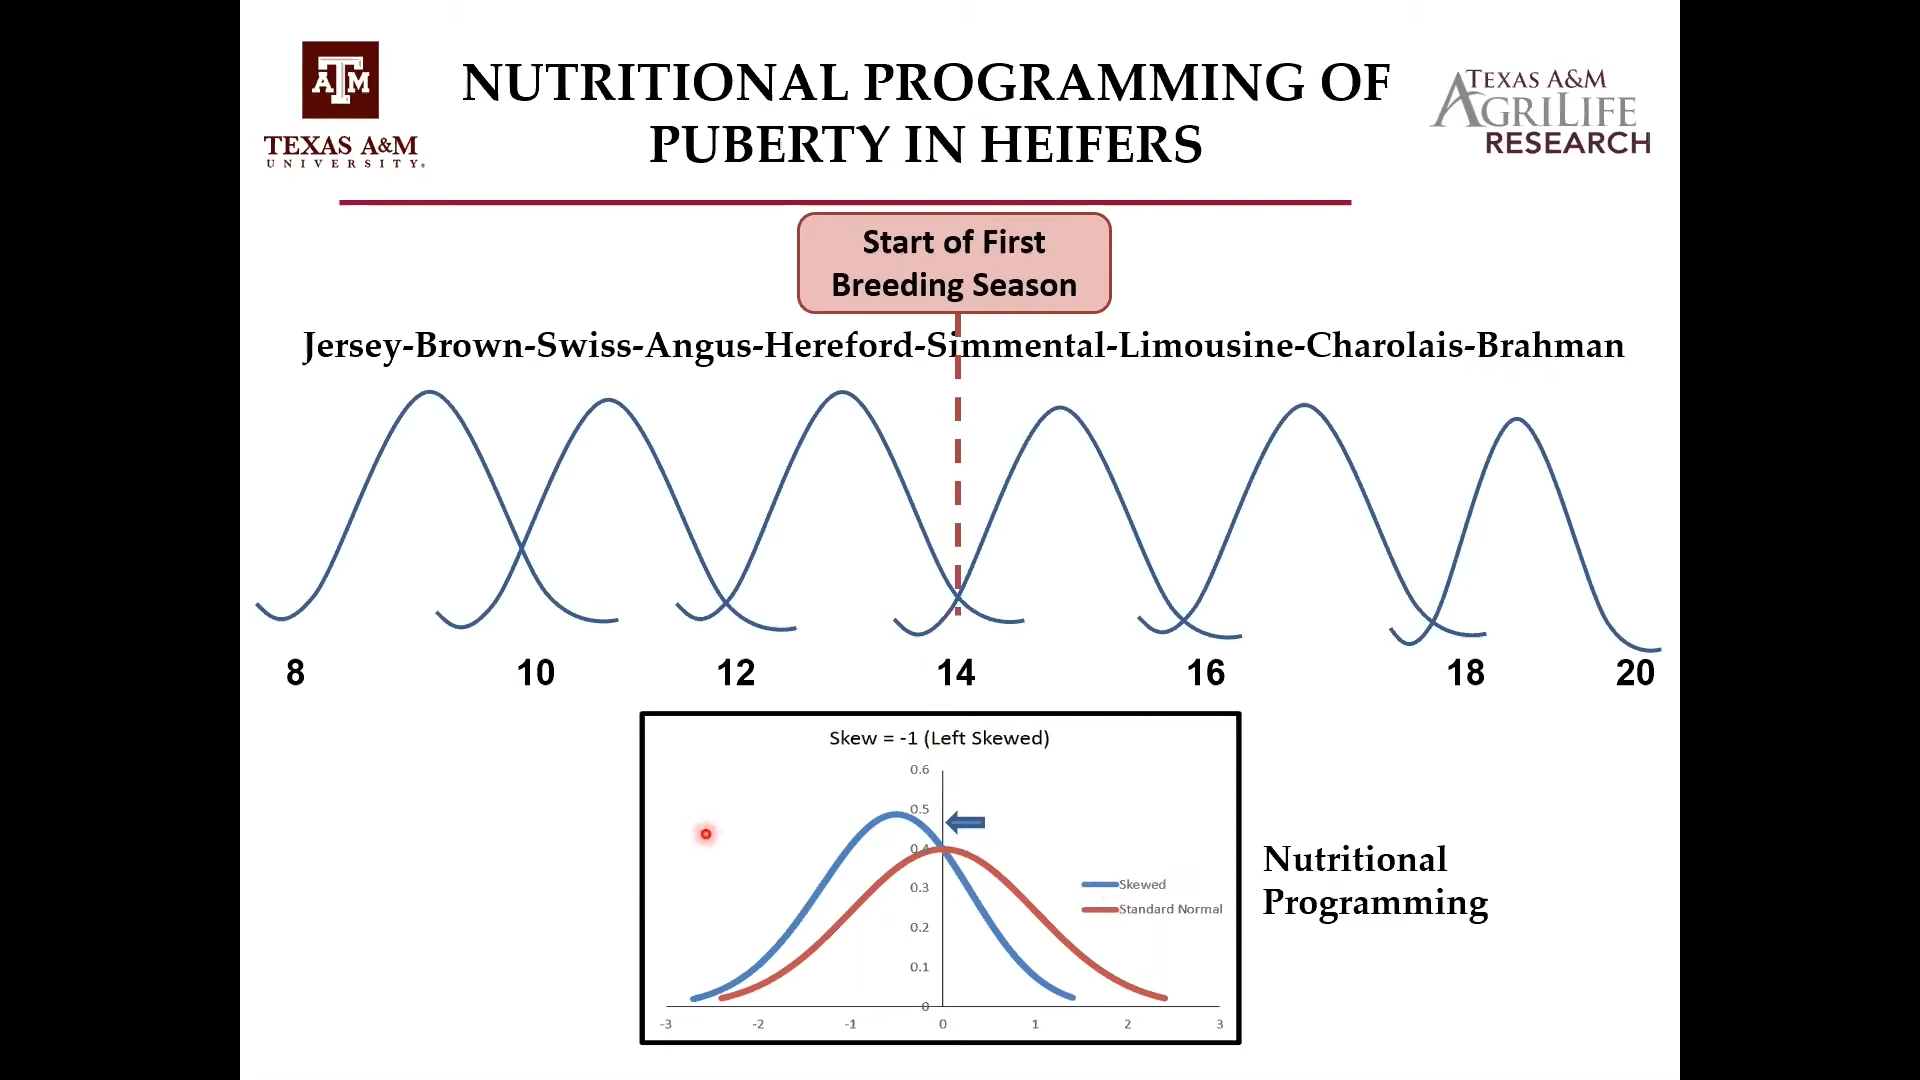 ATM
TEXAS A&M
UNIVERSITY®
NUTRITIONAL PROGRAMMING OF
PUBERTY IN HEIFERS
TEXAS A&M
AGRILIFE
RESEARCH
Start of First
Breeding Season
Jersey-Brown-Swiss-Angus-Hereford-Simmental-Limousine-Charolais-Brahman
8 10 12 14 16 18 20
Skew = -1 (Left Skewed)
0.6
0.5
0.4
0.3
0.2
0.1
0
-3 -2 -1 0 1 2 3
Skewed
Standard Normal
Nutritional
Programming